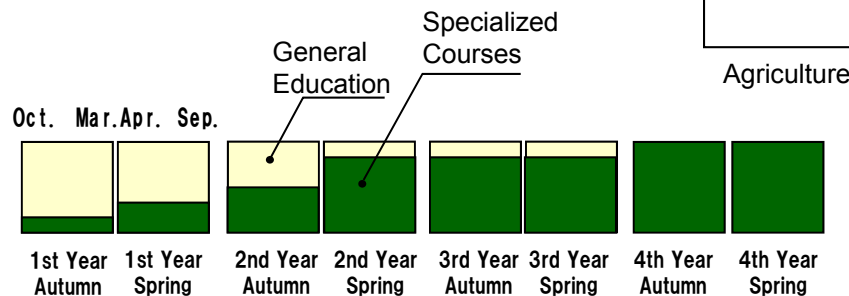 Specialized
Courses
General
Education
Agriculture
Oct. Mar. Apr. Sep.
1st Year
Autumn
1st Year
Spring
2nd Year
Autumn
2nd Year
Spring
3rd Year
Autumn
3rd Year
Spring
4th Year
Autumn
4th Year
Spring